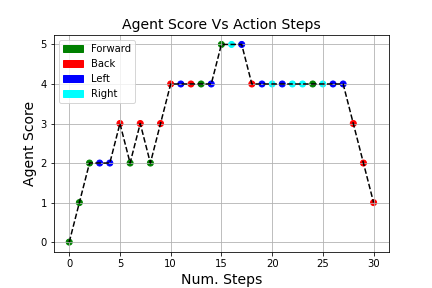 Agent Score Vs Action Steps
Forward
Back
Left
Right
5
4
3
2
1
0
Agent Score
0 5 10 15 20 25 30
Num. Steps